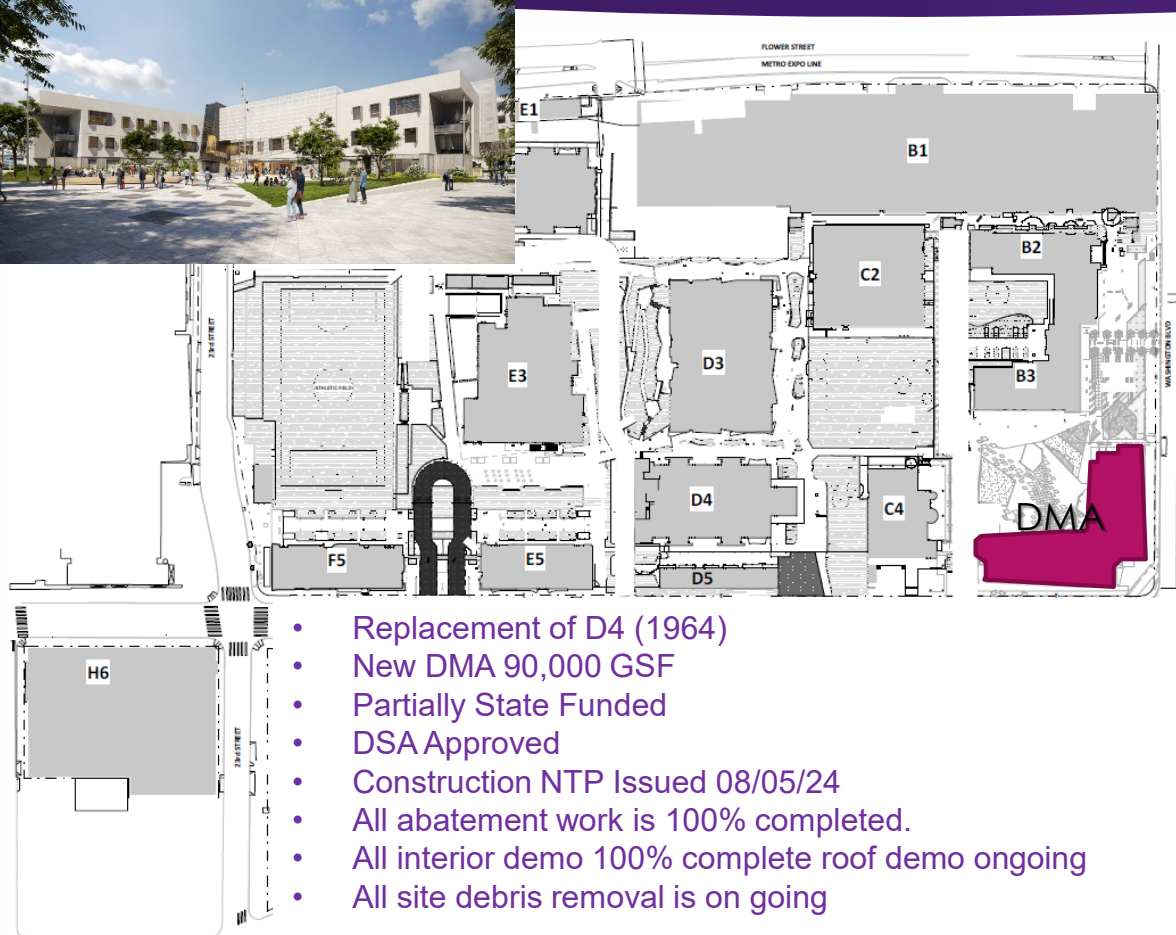 FLOWER STREET
METRO EXPO LINE
E1
B1
B2
C2
23rd STREET
WASHINGTON BLVD
E3
D3
B3
ATHLETIC FIELD
D4
C4
DMA
F5
E5
D5
H6
23rd STREET
• Replacement of D4 (1964)
• New DMA 90,000 GSF
• Partially State Funded
• DSA Approved
• Construction NTP Issued 08/05/24
• All abatement work is 100% completed.
• All interior demo 100% complete roof demo ongoing
• All site debris removal is on going